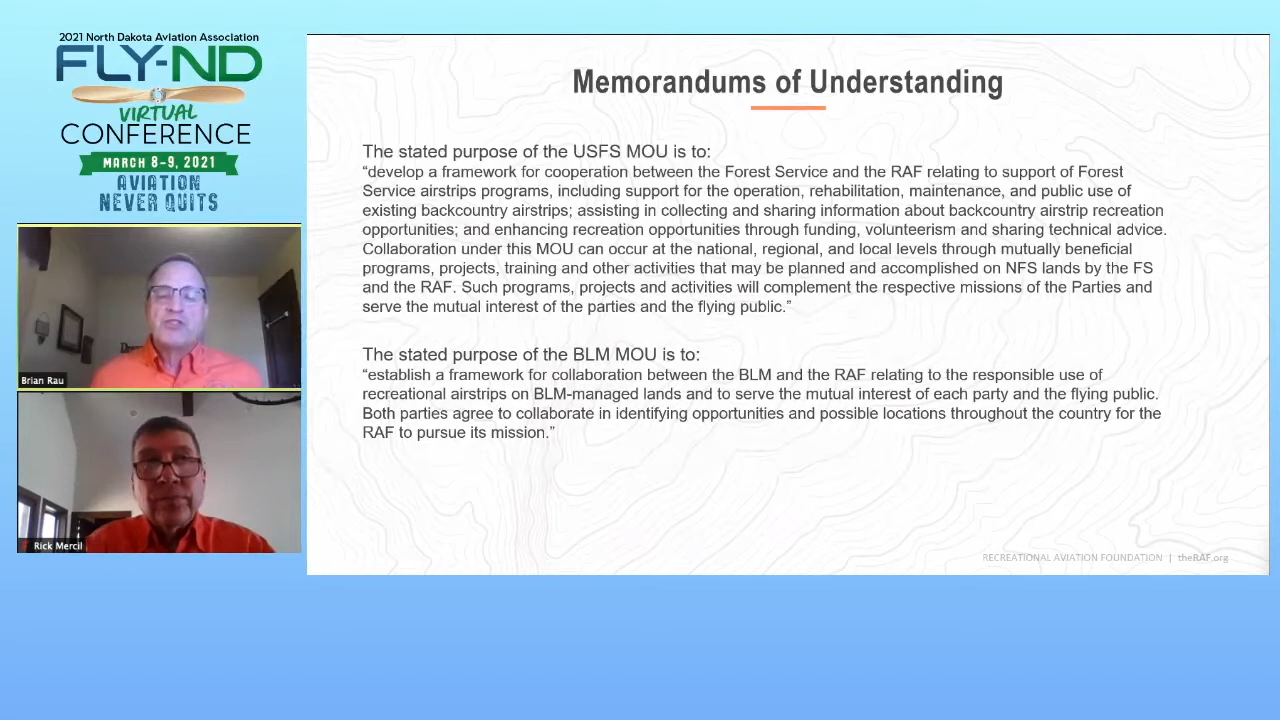 2021 North Dakota Aviation Association
FLY-ND
VIRTUAL
CONFERENCE
MARCH 8-9, 2021
AVIATION
NEVER QUITS
Brian Rau
Rick Mercil
Memorandums of Understanding
The stated purpose of the USFS MOU is to:
“develop a framework for cooperation between the Forest Service and the RAF relating to support of Forest
Service airstrips programs, including support for the operation, rehabilitation, maintenance, and public use of
existing backcountry airstrips; assisting in collecting and sharing information about backcountry airstrip recreation
opportunities; and enhancing recreation opportunities through funding, volunteerism and sharing technical advice.
Collaboration under this MOU can occur at the national, regional, and local levels through mutually beneficial
programs, projects, training and other activities that may be planned and accomplished on NFS lands by the FS
and the RAF. Such programs, projects and activities will complement the respective missions of the Parties and
serve the mutual interest of the parties and the flying public.”
The stated purpose of the BLM MOU is to:
“establish a framework for collaboration between the BLM and the RAF relating to the responsible use of
recreational airstrips on BLM-managed lands and to serve the mutual interest of each party and the flying public.
Both parties agree to collaborate in identifying opportunities and possible locations throughout the country for the
RAF to pursue its mission.”
RECREATIONAL AVIATION FOUNDATION | theRAF.org